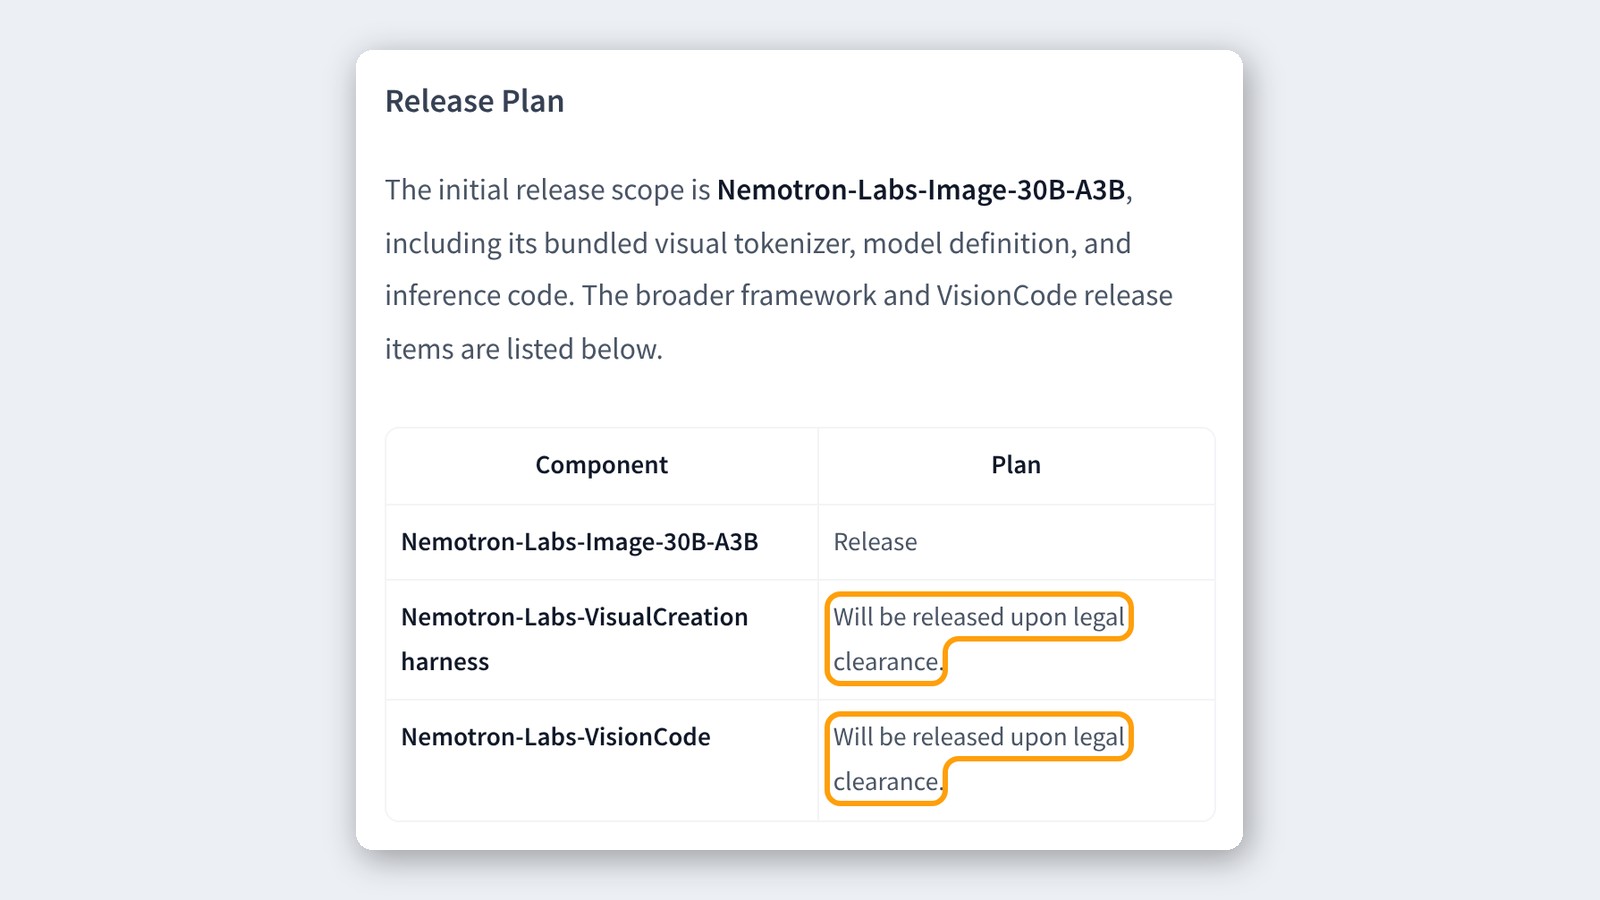 Release Plan
The initial release scope is Nemotron-Labs-Image-30B-A3B,
including its bundled visual tokenizer, model definition, and
inference code. The broader framework and VisionCode release
items are listed below.
Component
Plan
Nemotron-Labs-Image-30B-A3B
Release
Nemotron-Labs-VisualCreation
harness
Will be released upon legal
clearance.
Nemotron-Labs-VisionCode
Will be released upon legal
clearance.